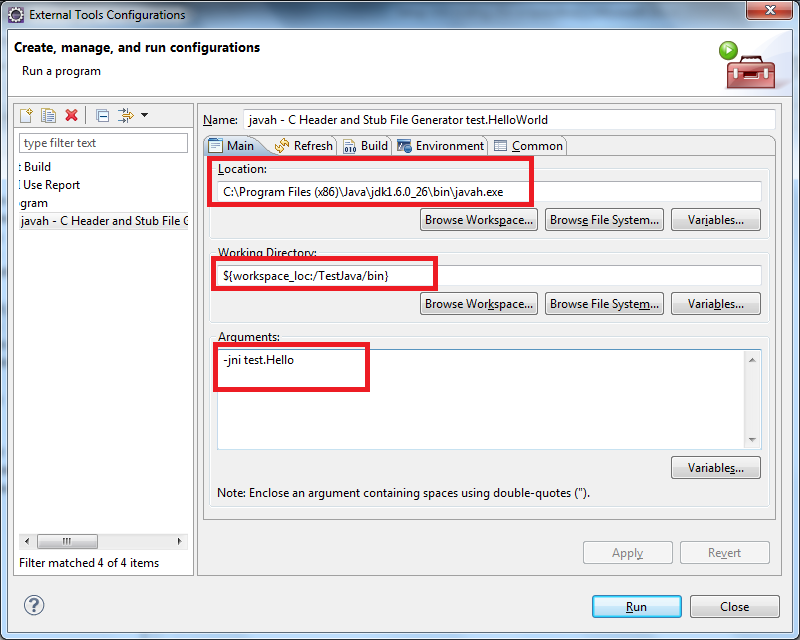 External Tools Configurations
Create, manage, and run configurations
Run a program
type filter text
: Build
Use Report
gram
javah - C Header and Stub File G
Filter matched 4 of 4 items
Name: javah - C Header and Stub File Generator test.HelloWorld
Main Refresh Build Environment Common
Location:
C:\Program Files (x86)\Java\jdk1.6.0_26\bin\javah.exe
Browse Workspace... Browse File System... Variables...
Working Directory:
${workspace_loc:/TestJava/bin}
Browse Workspace... Browse File System... Variables...
Arguments:
-jni test.Hello
Variables...
Note: Enclose an argument containing spaces using double-quotes (").
Apply Revert
? Run Close